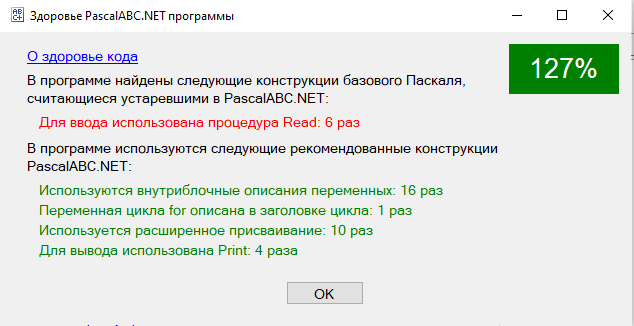 Здоровье PascalABC.NET программы
О здоровье кода
127%
В программе найдены следующие конструкции базового Паскаля,
считающиеся устаревшими в PascalABC.NET:
Для ввода использована процедура Read: 6 раз
В программе используются следующие рекомендованные конструкции
PascalABC.NET:
Используются внутриблочные описания переменных: 16 раз
Переменная цикла for описана в заголовке цикла: 1 раз
Используется расширенное присваивание: 10 раз
Для вывода использована Print: 4 раза
OK